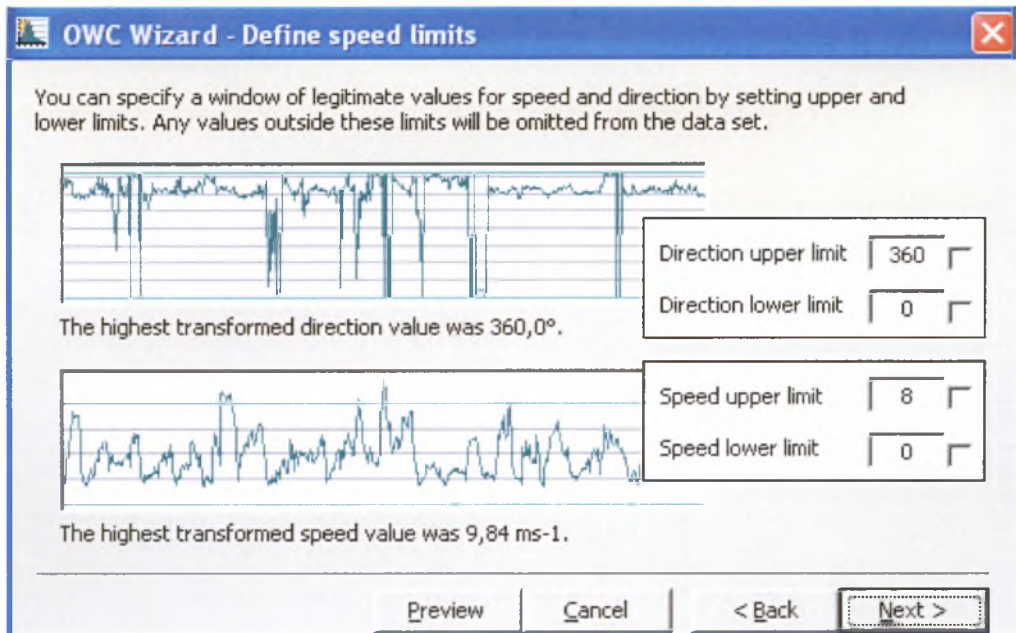 OWC Wizard - Define speed limits
You can specify a window of legitimate values for speed and direction by setting upper and
lower limits. Any values outside these limits will be omitted from the data set.
Direction upper limit 360
Direction lower limit 0
The highest transformed direction value was 360,0°.
Speed upper limit 8
Speed lower limit 0
The highest transformed speed value was 9,84 ms-1.
Preview Cancel < Back Next >